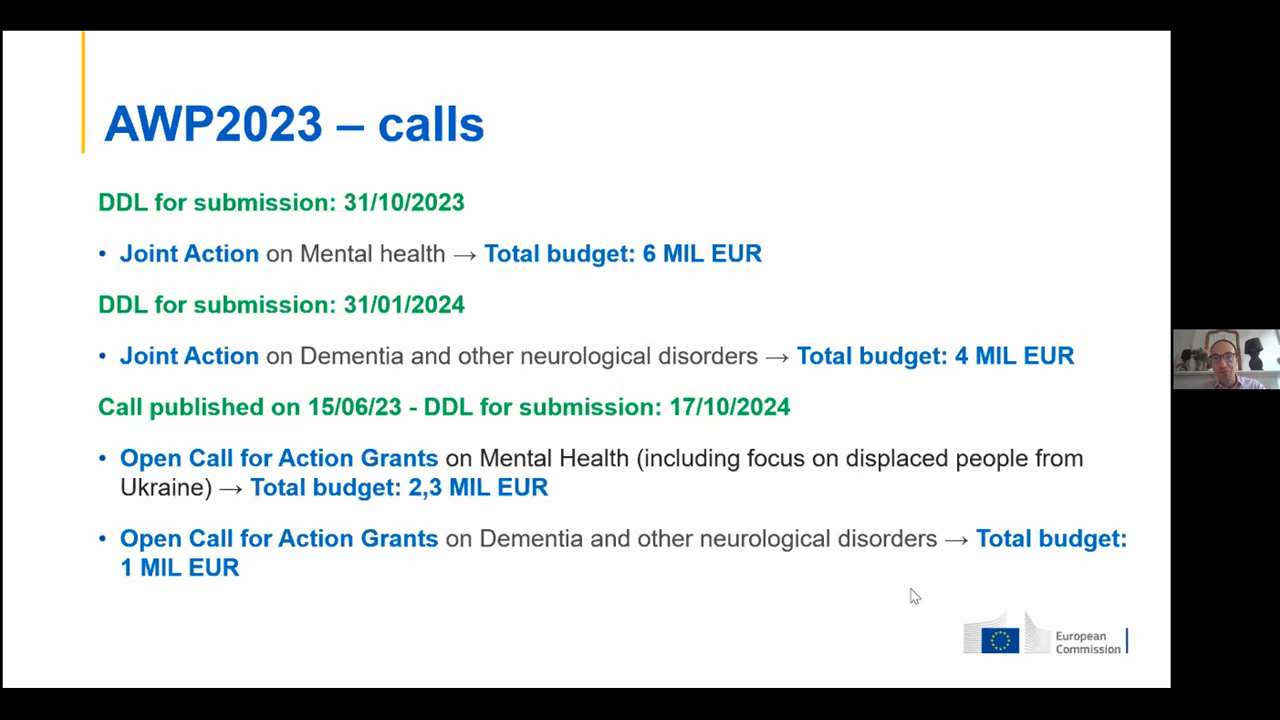 AWP2023 – calls
DDL for submission: 31/10/2023
• Joint Action on Mental health → Total budget: 6 MIL EUR
DDL for submission: 31/01/2024
• Joint Action on Dementia and other neurological disorders → Total budget: 4 MIL EUR
Call published on 15/06/23 - DDL for submission: 17/10/2024
• Open Call for Action Grants on Mental Health (including focus on displaced people from
Ukraine) → Total budget: 2,3 MIL EUR
• Open Call for Action Grants on Dementia and other neurological disorders → Total budget:
1 MIL EUR
European
Commission